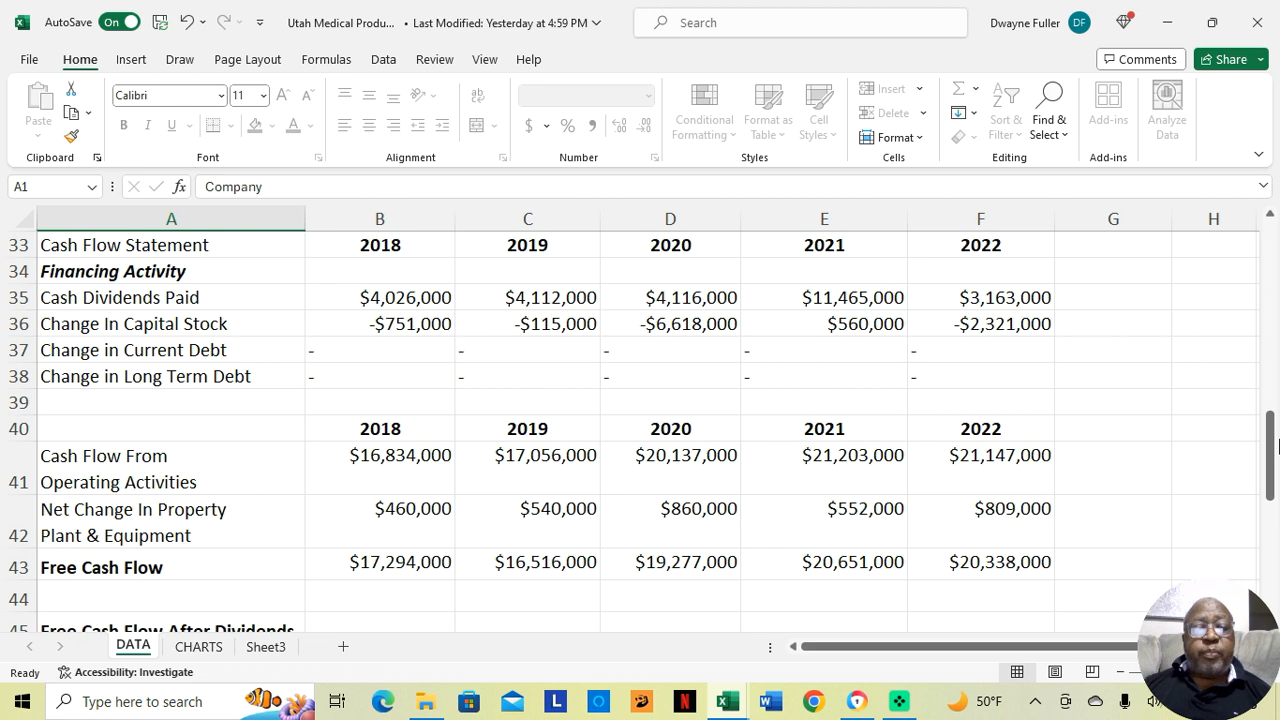 AutoSave On Utah Medical Produ... • Last Modified: Yesterday at 4:59 PM Search Dwayne Fuller DF
File Home Insert Draw Page Layout Formulas Data Review View Help Comments Share
Paste Calibri 11 Conditional Formatting Format as Table Cell Styles Insert Delete Format Sort & Filter Find & Select Add-ins Analyze Data
Clipboard Font Alignment Number Styles Cells Editing Add-ins
A1 fx Company
A B C D E F G H
33 Cash Flow Statement 2018 2019 2020 2021 2022
34 Financing Activity
35 Cash Dividends Paid $4,026,000 $4,112,000 $4,116,000 $11,465,000 $3,163,000
36 Change In Capital Stock -$751,000 -$115,000 -$6,618,000 $560,000 -$2,321,000
37 Change in Current Debt - - - - -
38 Change in Long Term Debt - - - - -
39
40 2018 2019 2020 2021 2022
Cash Flow From $16,834,000 $17,056,000 $20,137,000 $21,203,000 $21,147,000
41 Operating Activities
Net Change In Property $460,000 $540,000 $860,000 $552,000 $809,000
42 Plant & Equipment
43 Free Cash Flow $17,294,000 $16,516,000 $19,277,000 $20,651,000 $20,338,000
44
45 Free Cash Flow After Dividends
DATA CHARTS Sheet3
Ready Accessibility: Investigate
Type here to search 50°F